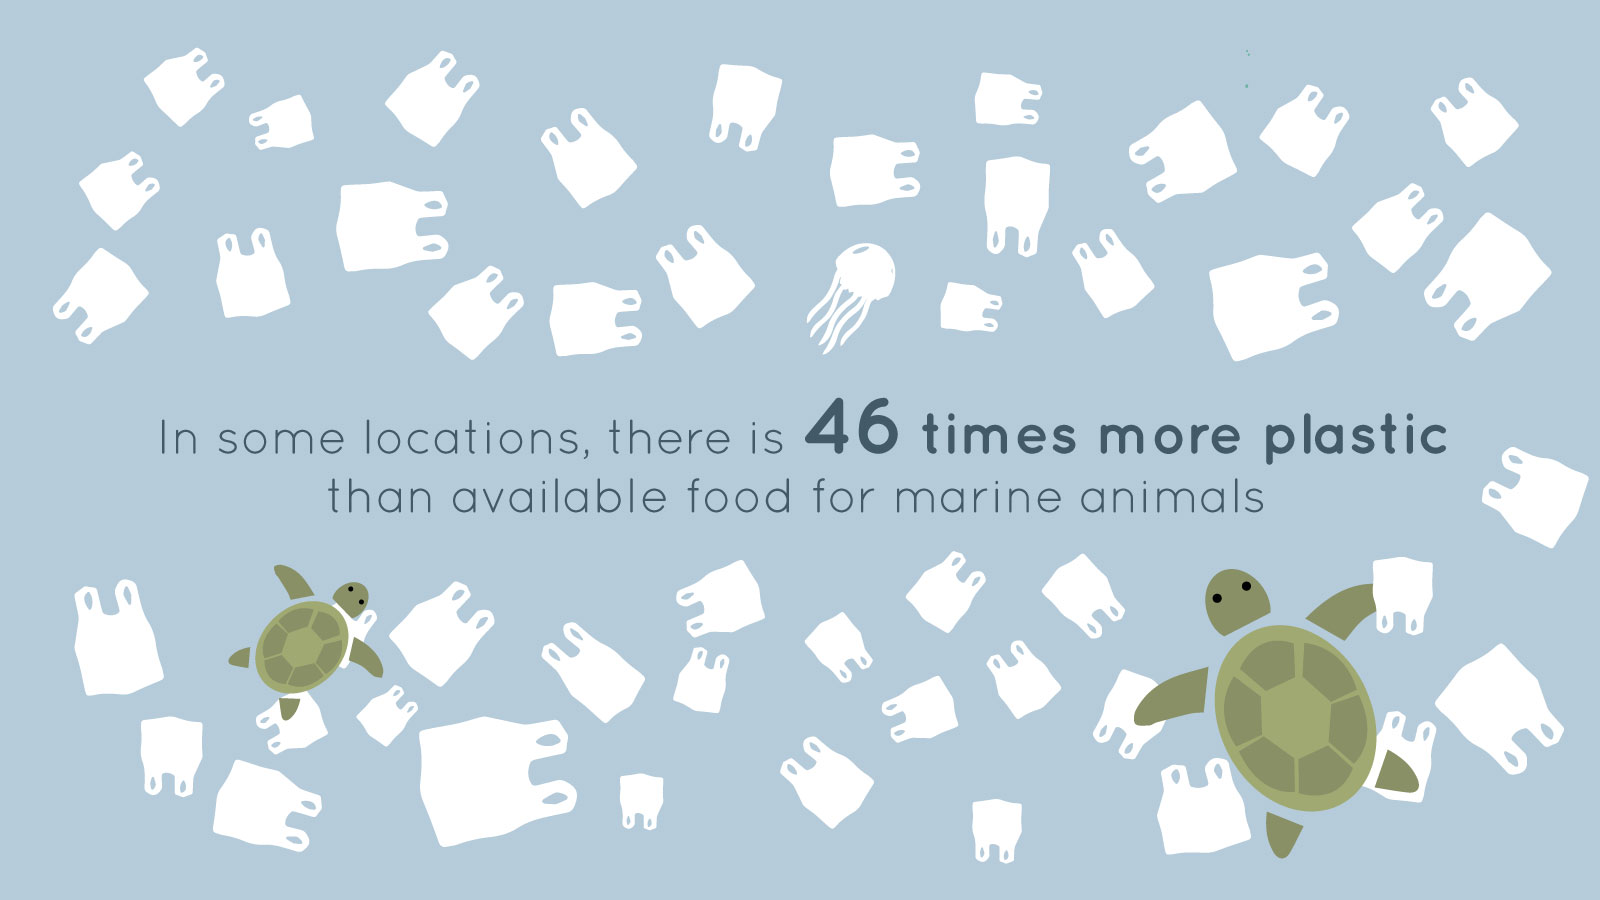 In some locations, there is 46 times more plastic
than available food for marine animals